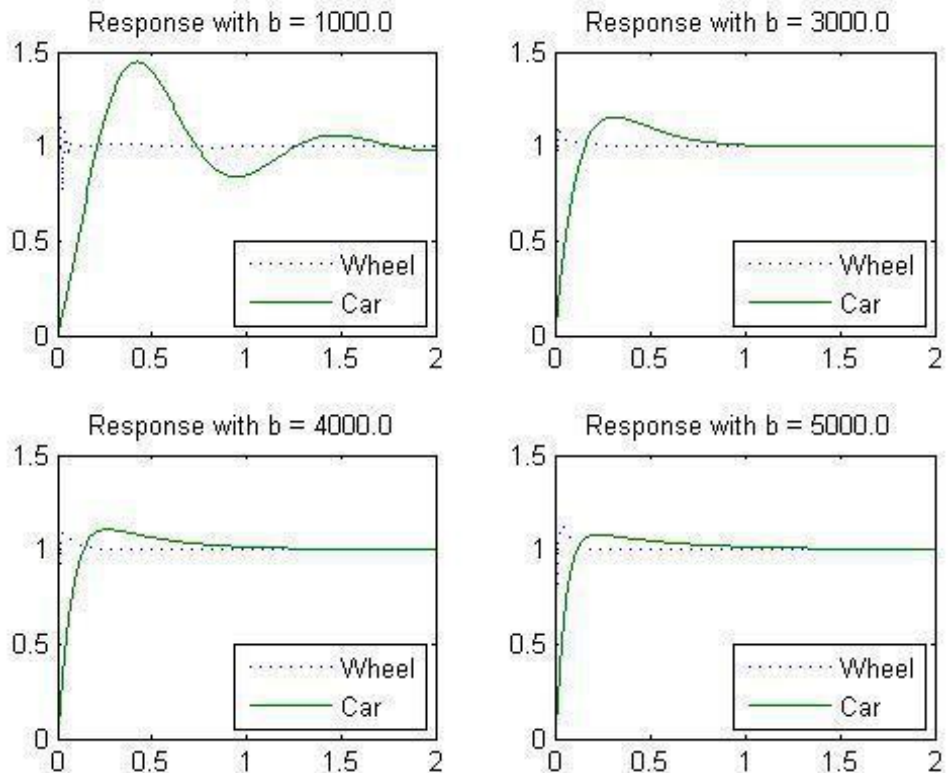 Response with b = 1000.0
1.5
1
0.5
0
Wheel
Car
0 0.5 1 1.5 2
Response with b = 3000.0
1.5
1
0.5
0
Wheel
Car
0 0.5 1 1.5 2
Response with b = 4000.0
1.5
1
0.5
0
Wheel
Car
0 0.5 1 1.5 2
Response with b = 5000.0
1.5
1
0.5
0
Wheel
Car
0 0.5 1 1.5 2